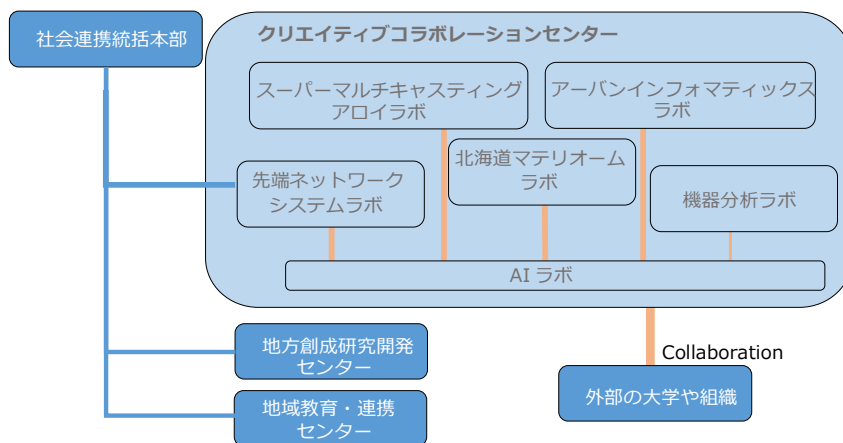 社会連携統括本部
クリエイティブコラボレーションセンター
スーパーマルチキャスティング
アロイラボ
アーバンインフォマティックス
ラボ
北海道マテリオーム
ラボ
先端ネットワーク
システムラボ
機器分析ラボ
AI ラボ
地方創成研究開発
センター
Collaboration
外部の大学や組織
地域教育・連携
センター